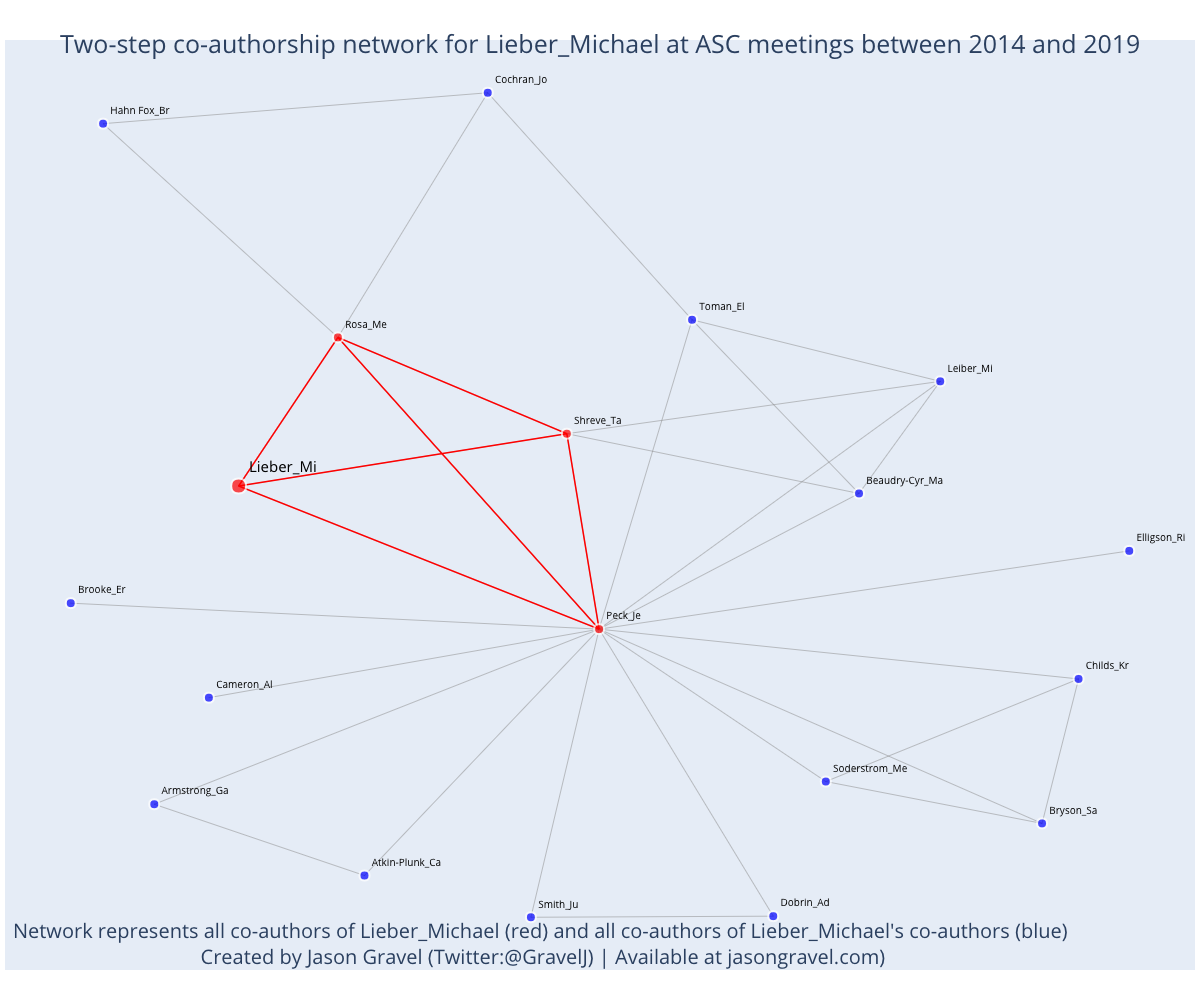 Two-step co-authorship network for Lieber_Michael at ASC meetings between 2014 and 2019
Cochran_Jo
Hahn Fox_Br
Toman_El
Rosa_Me
Leiber_Mi
Shreve_Ta
Lieber_Mi
Beaudry-Cyr_Ma
Elligson_Ri
Brooke_Er
Peck_Je
Childs_Kr
Cameron_Al
Soderstrom_Me
Armstrong_Ga
Bryson_Sa
Atkin-Plunk_Ca
Smith_Ju
Dobrin_Ad
Network represents all co-authors of Lieber_Michael (red) and all co-authors of Lieber_Michael's co-authors (blue)
Created by Jason Gravel (Twitter:@GravelJ) | Available at jasongravel.com)